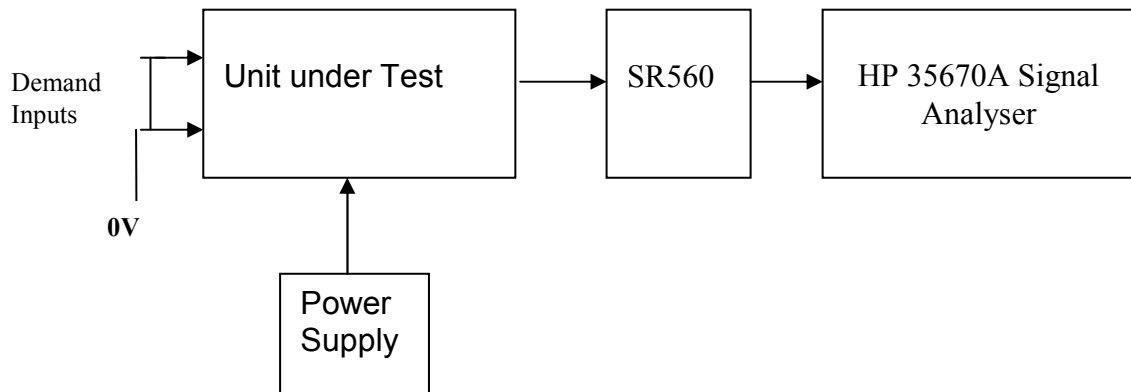 Demand
Inputs
0V
Unit under Test
SR560
HP 35670A Signal
Analyser
Power
Supply